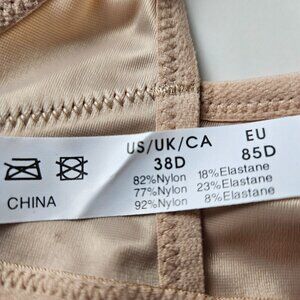 US/UK/CA EU
38D 85D
82%Nylon 18%Elastane
77%Nylon 23%Elastane
CHINA 92%Nylon 8%Elastane